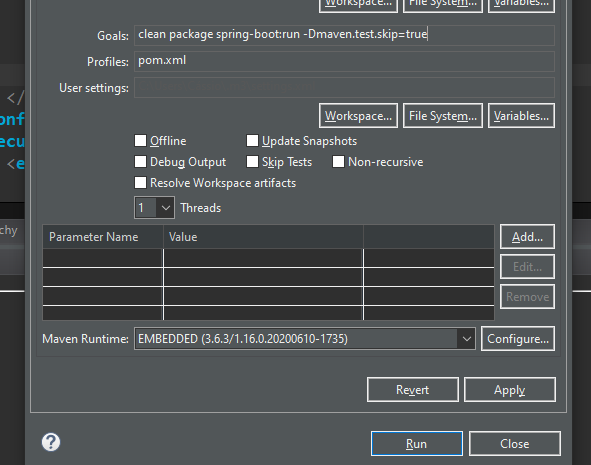 Workspace... File System... Variables...
Goals: clean package spring-boot:run -Dmaven.test.skip=true
Profiles: pom.xml
User settings:
</
onf
Workspace... File System... Variables...
ecu
Offline Update Snapshots
<e
Debug Output Skip Tests Non-recursive
Resolve Workspace artifacts
1 Threads
chy
Parameter Name Value Add...
Edit...
Remove
Maven Runtime: EMBEDDED (3.6.3/1.16.0.20200610-1735) Configure...
Revert Apply
? Run Close